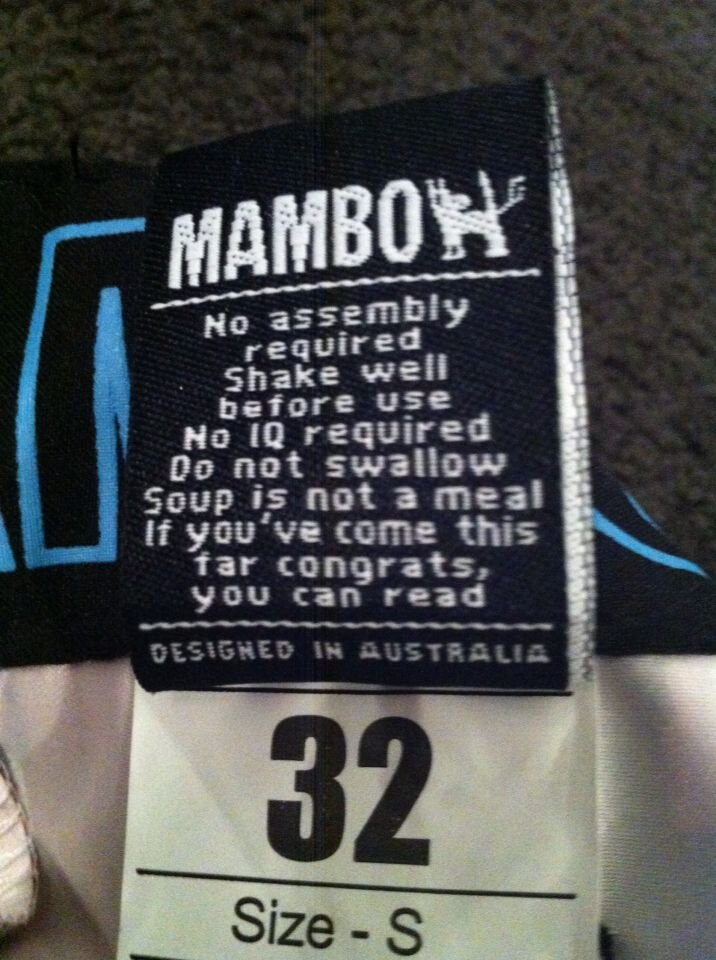 MAMBO
No assembly
required
Shake well
before use
No IQ required
Do not swallow
Soup is not a meal
If you've come this
far congrats,
you can read
DESIGNED IN AUSTRALIA
32
Size - S